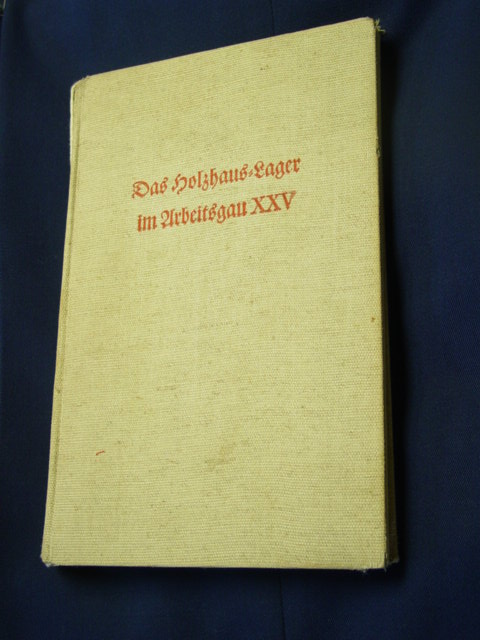 Das Holzhaus-Lager
im Arbeitsgau XXV